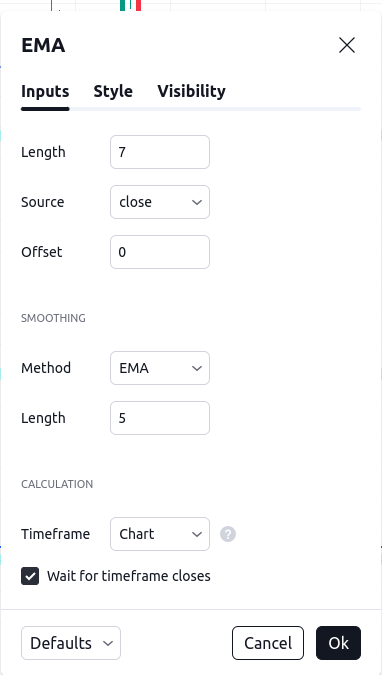 EMA
Inputs Style Visibility
Length 7
Source close
Offset 0
SMOOTHING
Method EMA
Length 5
CALCULATION
Timeframe Chart ?
Wait for timeframe closes
Defaults Cancel Ok